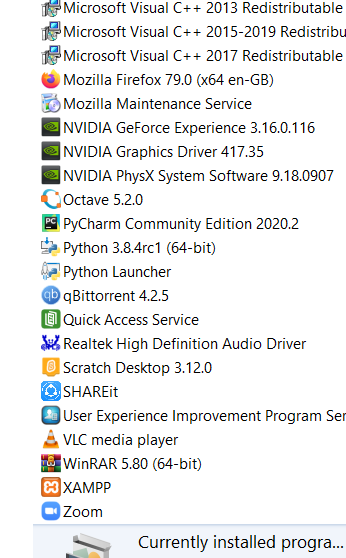 Microsoft Visual C++ 2013 Redistributable
Microsoft Visual C++ 2015-2019 Redistribu
Microsoft Visual C++ 2017 Redistributable
Mozilla Firefox 79.0 (x64 en-GB)
Mozilla Maintenance Service
NVIDIA GeForce Experience 3.16.0.116
NVIDIA Graphics Driver 417.35
NVIDIA PhysX System Software 9.18.0907
Octave 5.2.0
PyCharm Community Edition 2020.2
Python 3.8.4rc1 (64-bit)
Python Launcher
qBittorrent 4.2.5
Quick Access Service
Realtek High Definition Audio Driver
Scratch Desktop 3.12.0
SHAREit
User Experience Improvement Program Ser
VLC media player
WinRAR 5.80 (64-bit)
XAMPP
Zoom
Currently installed progra...